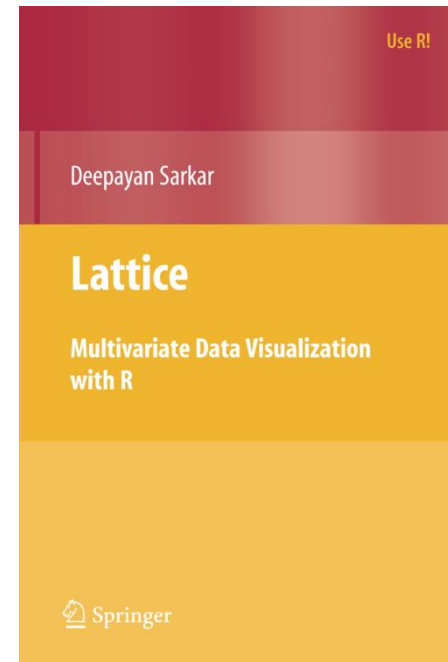 Use R!
Deepayan Sarkar
Lattice
Multivariate Data Visualization
with R
Springer